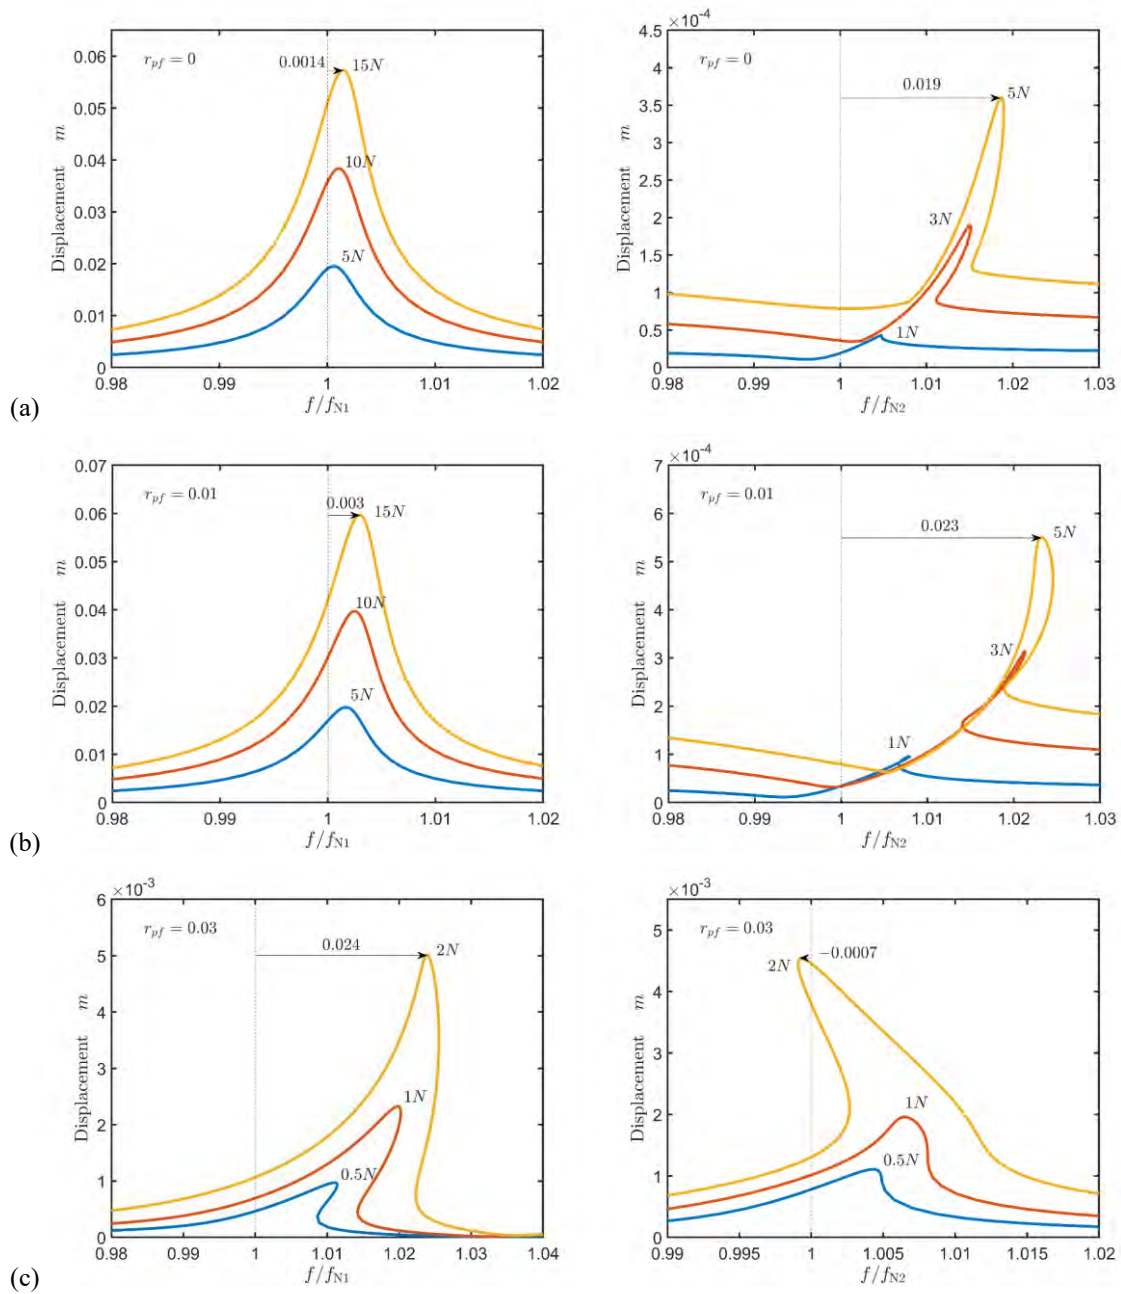 0.06
0.05
0.04
0.03
0.02
0.01
0
0.98 0.99 1 1.01 1.02
Displacement m
f/f_N1
r_pf = 0
0.0014
15N
10N
5N
×10^-4
4.5
4
3.5
3
2.5
2
1.5
1
0.5
0
0.98 0.99 1 1.01 1.02 1.03
Displacement m
f/f_N2
r_pf = 0
0.019
5N
3N
1N
(a)
0.07
0.06
0.05
0.04
0.03
0.02
0.01
0
0.98 0.99 1 1.01 1.02
Displacement m
f/f_N1
r_pf = 0.01
0.003
15N
10N
5N
×10^-4
7
6
5
4
3
2
1
0
0.98 0.99 1 1.01 1.02 1.03
Displacement m
f/f_N2
r_pf = 0.01
0.023
5N
3N
1N
(b)
×10^-3
6
5
4
3
2
1
0
0.98 0.99 1 1.01 1.02 1.03 1.04
Displacement m
f/f_N1
r_pf = 0.03
0.024
2N
1N
0.5N
×10^-3
5
4
3
2
1
0
0.99 0.995 1 1.005 1.01 1.015 1.02
Displacement m
f/f_N2
r_pf = 0.03
−0.0007
2N
1N
0.5N
(c)